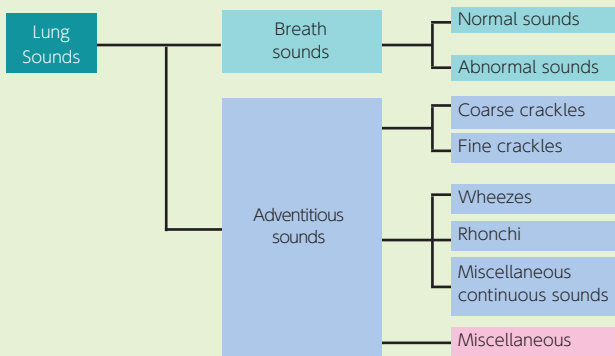 Lung
Sounds
Breath
sounds
Normal sounds
Abnormal sounds
Adventitious
sounds
Coarse crackles
Fine crackles
Wheezes
Rhonchi
Miscellaneous
continuous sounds
Miscellaneous